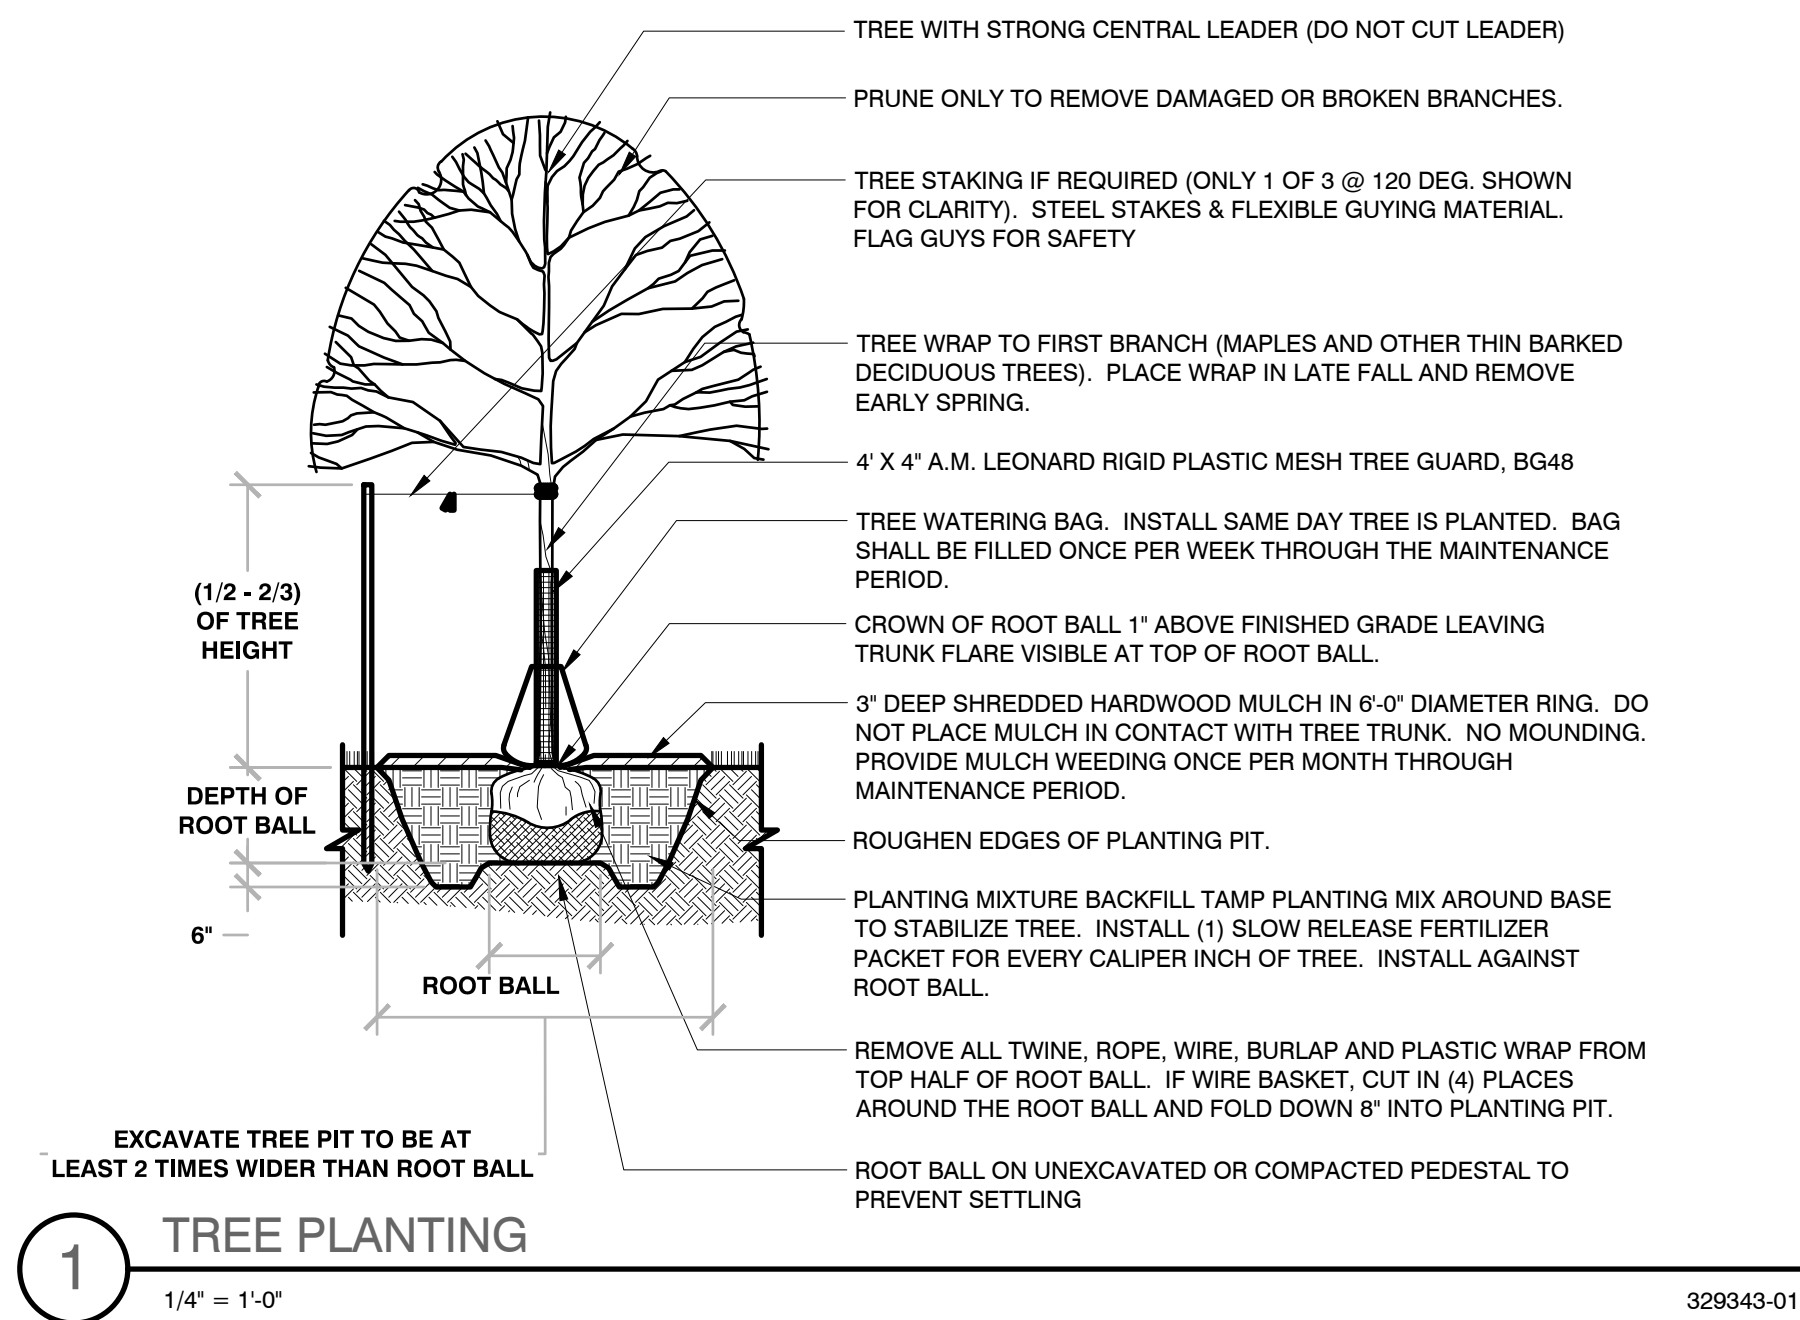 TREE WITH STRONG CENTRAL LEADER (DO NOT CUT LEADER)
PRUNE ONLY TO REMOVE DAMAGED OR BROKEN BRANCHES.
TREE STAKING IF REQUIRED (ONLY 1 OF 3 @ 120 DEG. SHOWN
FOR CLARITY). STEEL STAKES & FLEXIBLE GUYING MATERIAL.
FLAG GUYS FOR SAFETY
TREE WRAP TO FIRST BRANCH (MAPLES AND OTHER THIN BARKED
DECIDUOUS TREES). PLACE WRAP IN LATE FALL AND REMOVE
EARLY SPRING.
4' X 4" A.M. LEONARD RIGID PLASTIC MESH TREE GUARD, BG48
TREE WATERING BAG. INSTALL SAME DAY TREE IS PLANTED. BAG
SHALL BE FILLED ONCE PER WEEK THROUGH THE MAINTENANCE
PERIOD.
CROWN OF ROOT BALL 1" ABOVE FINISHED GRADE LEAVING
TRUNK FLARE VISIBLE AT TOP OF ROOT BALL.
3" DEEP SHREDDED HARDWOOD MULCH IN 6'-0" DIAMETER RING. DO
NOT PLACE MULCH IN CONTACT WITH TREE TRUNK. NO MOUNDING.
PROVIDE MULCH WEEDING ONCE PER MONTH THROUGH
MAINTENANCE PERIOD.
ROUGHEN EDGES OF PLANTING PIT.
PLANTING MIXTURE BACKFILL TAMP PLANTING MIX AROUND BASE
TO STABILIZE TREE. INSTALL (1) SLOW RELEASE FERTILIZER
PACKET FOR EVERY CALIPER INCH OF TREE. INSTALL AGAINST
ROOT BALL.
REMOVE ALL TWINE, ROPE, WIRE, BURLAP AND PLASTIC WRAP FROM
TOP HALF OF ROOT BALL. IF WIRE BASKET, CUT IN (4) PLACES
AROUND THE ROOT BALL AND FOLD DOWN 8" INTO PLANTING PIT.
ROOT BALL ON UNEXCAVATED OR COMPACTED PEDESTAL TO
PREVENT SETTLING
(1/2 - 2/3)
OF TREE
HEIGHT
DEPTH OF
ROOT BALL
6"
ROOT BALL
EXCAVATE TREE PIT TO BE AT
LEAST 2 TIMES WIDER THAN ROOT BALL
1
TREE PLANTING
1/4" = 1'-0"
329343-01